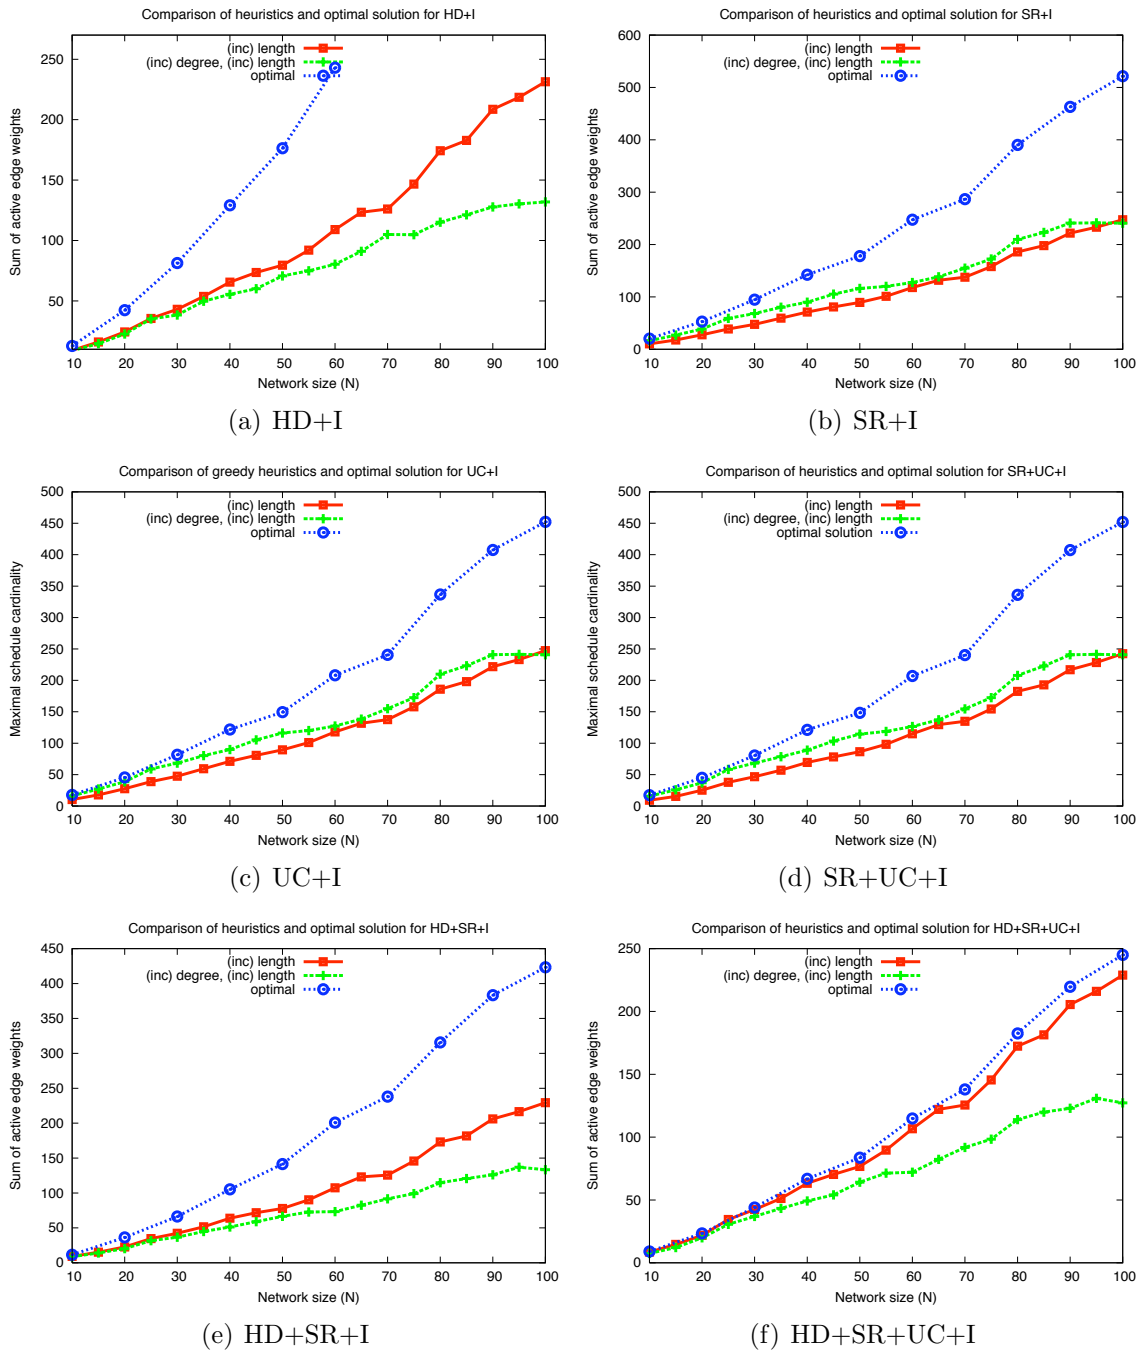 Comparison of heuristics and optimal solution for HD+I
250
200
150
100
50
10 20 30 40 50 60 70 80 90 100
Sum of active edge weights
Network size (N)
(inc) length
(inc) degree, (inc) length
optimal
(a) HD+I
Comparison of heuristics and optimal solution for SR+I
600
500
400
300
200
100
0
10 20 30 40 50 60 70 80 90 100
Sum of active edge weights
Network size (N)
(inc) length
(inc) degree, (inc) length
optimal
(b) SR+I
Comparison of greedy heuristics and optimal solution for UC+I
500
450
400
350
300
250
200
150
100
50
0
10 20 30 40 50 60 70 80 90 100
Maximal schedule cardinality
Network size (N)
(inc) length
(inc) degree, (inc) length
optimal
(c) UC+I
Comparison of heuristics and optimal solution for SR+UC+I
500
450
400
350
300
250
200
150
100
50
0
10 20 30 40 50 60 70 80 90 100
Maximal schedule cardinality
Network size (N)
(inc) length
(inc) degree, (inc) length
optimal solution
(d) SR+UC+I
Comparison of heuristics and optimal solution for HD+SR+I
450
400
350
300
250
200
150
100
50
0
10 20 30 40 50 60 70 80 90 100
Sum of active edge weights
Network size (N)
(inc) length
(inc) degree, (inc) length
optimal
(e) HD+SR+I
Comparison of heuristics and optimal solution for HD+SR+UC+I
250
200
150
100
50
0
10 20 30 40 50 60 70 80 90 100
Sum of active edge weights
Network size (N)
(inc) length
(inc) degree, (inc) length
optimal
(f) HD+SR+UC+I